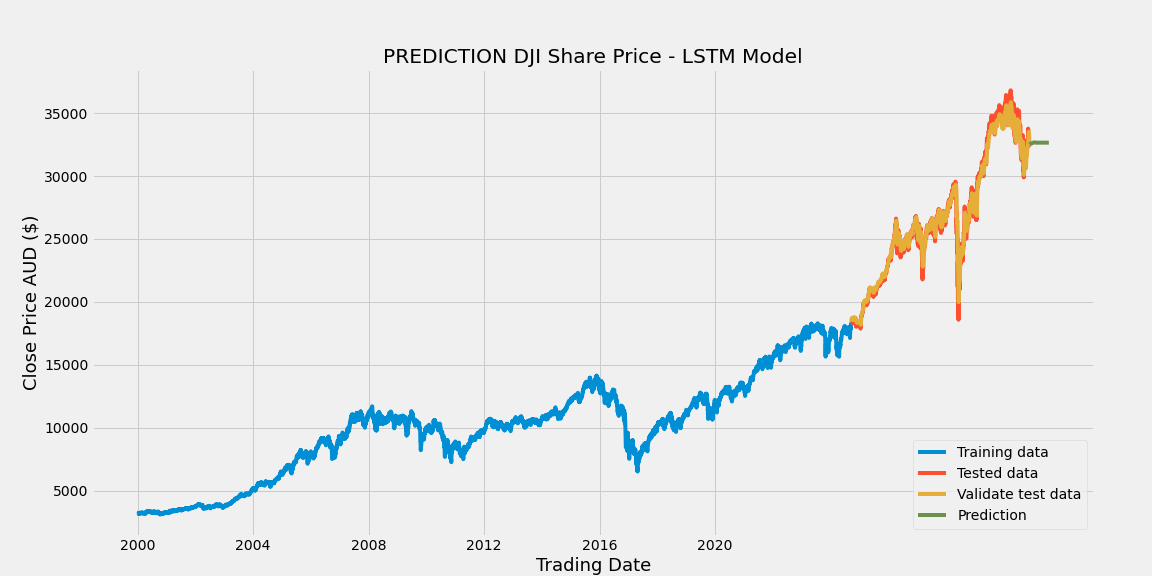 PREDICTION DJI Share Price - LSTM Model
Close Price AUD ($)
35000
30000
25000
20000
15000
10000
5000
Training data
Tested data
Validate test data
Prediction
2000 2004 2008 2012 2016 2020
Trading Date